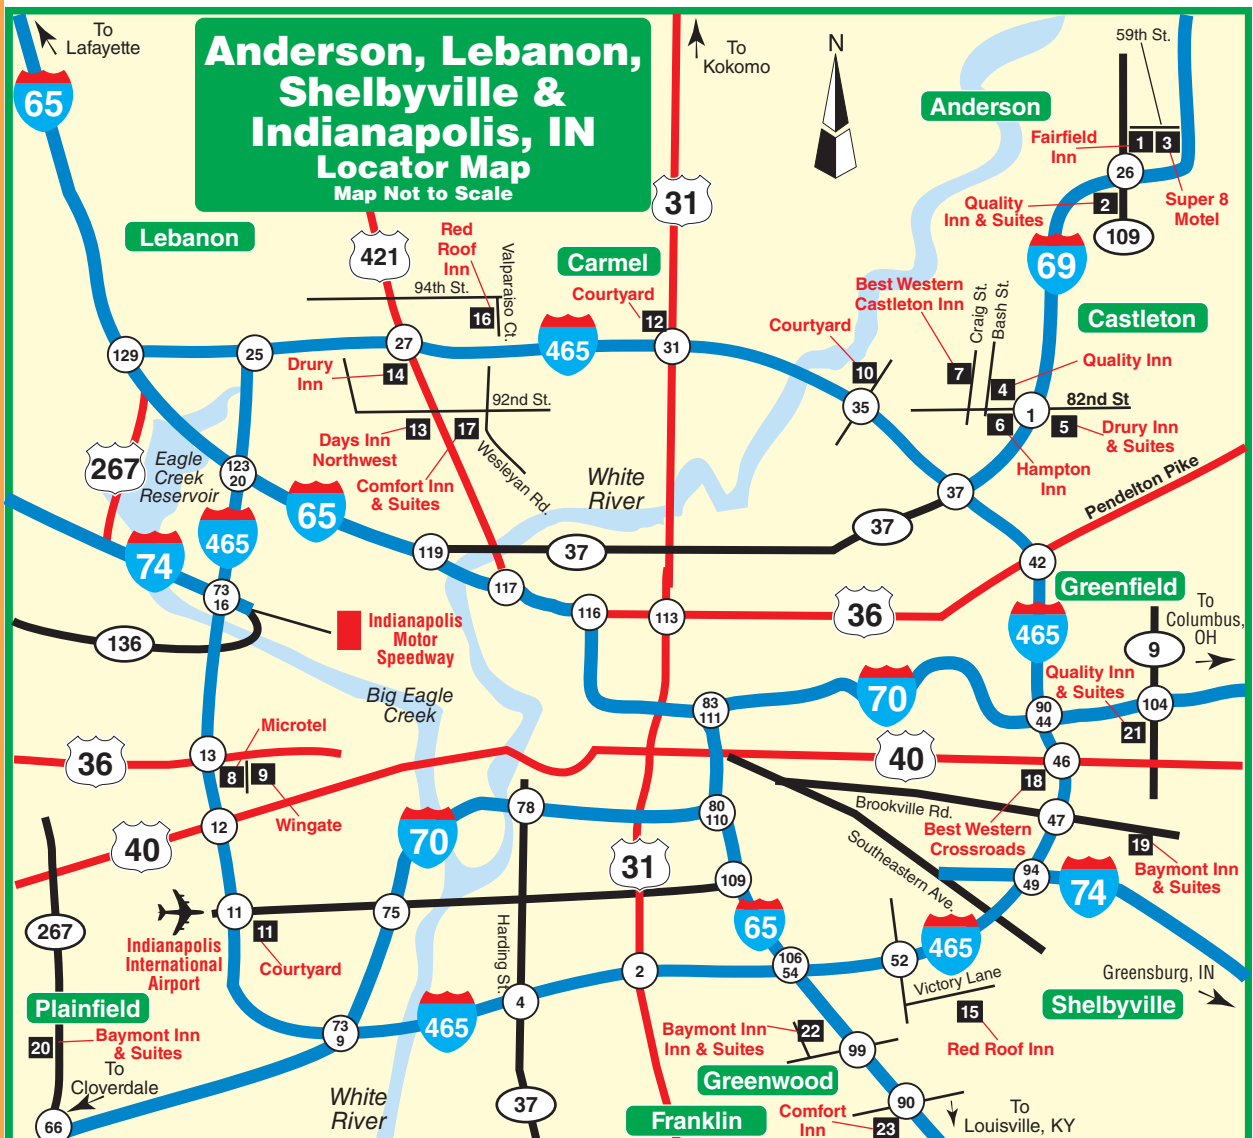 Anderson, Lebanon,
Shelbyville &
Indianapolis, IN
Locator Map
Map Not to Scale
To
Lafayette
65
To
Kokomo
N
59th St.
Anderson
Fairfield
Inn
1
3
26
Quality
Inn & Suites
2
Super 8
Motel
109
31
69
Lebanon
421
Red
Roof
Inn
Valparaiso Ct.
94th St.
16
Carmel
Courtyard
12
Best Western
Castleton Inn
Craig St.
Bash St.
Castleton
Courtyard
129
25
27
465
31
Drury
Inn
14
10
7
4
Quality Inn
35
92nd St.
1
82nd St
6
5
Drury Inn
& Suites
13
17
Days Inn
Northwest
Wesleyan Rd.
Hampton
Inn
267
Eagle
Creek
Reservoir
123
20
Comfort Inn
& Suites
White
River
37
Pendelton Pike
65
465
74
119
37
37
42
117
Greenfield
73
16
116
113
36
465
To
Columbus,
OH
136
Indianapolis
Motor
Speedway
9
Quality Inn
& Suites
Big Eagle
Creek
83
111
70
90
44
104
21
Microtel
36
13
8
9
40
46
18
Wingate
12
40
70
78
80
110
Brookville Rd.
47
Best Western
Crossroads
19
Baymont Inn
& Suites
Southeastern Ave.
31
109
94
49
74
267
11
75
65
465
11
Indianapolis
International
Airport
Courtyard
Harding St.
2
106
54
52
Victory Lane
Greensburg, IN
Shelbyville
Plainfield
4
15
Red Roof Inn
20
Baymont Inn
& Suites
73
9
465
Baymont Inn
Inn & Suites
22
99
To
Cloverdale
Greenwood
White
River
37
Franklin
Comfort
Inn
23
90
To
Louisville, KY
66